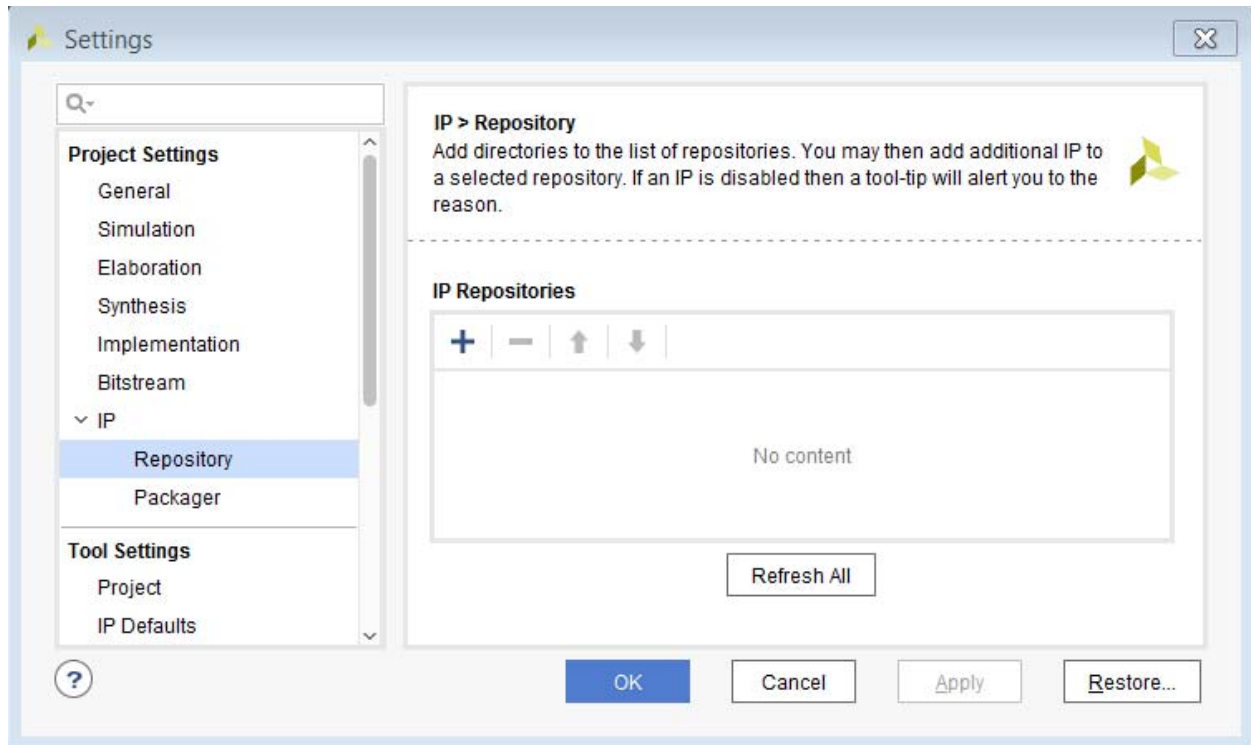 Settings
Project Settings
General
Simulation
Elaboration
Synthesis
Implementation
Bitstream
IP
Repository
Packager
Tool Settings
Project
IP Defaults
IP > Repository
Add directories to the list of repositories. You may then add additional IP to
a selected repository. If an IP is disabled then a tool-tip will alert you to the
reason.
IP Repositories
No content
Refresh All
?
OK
Cancel
Apply
Restore...